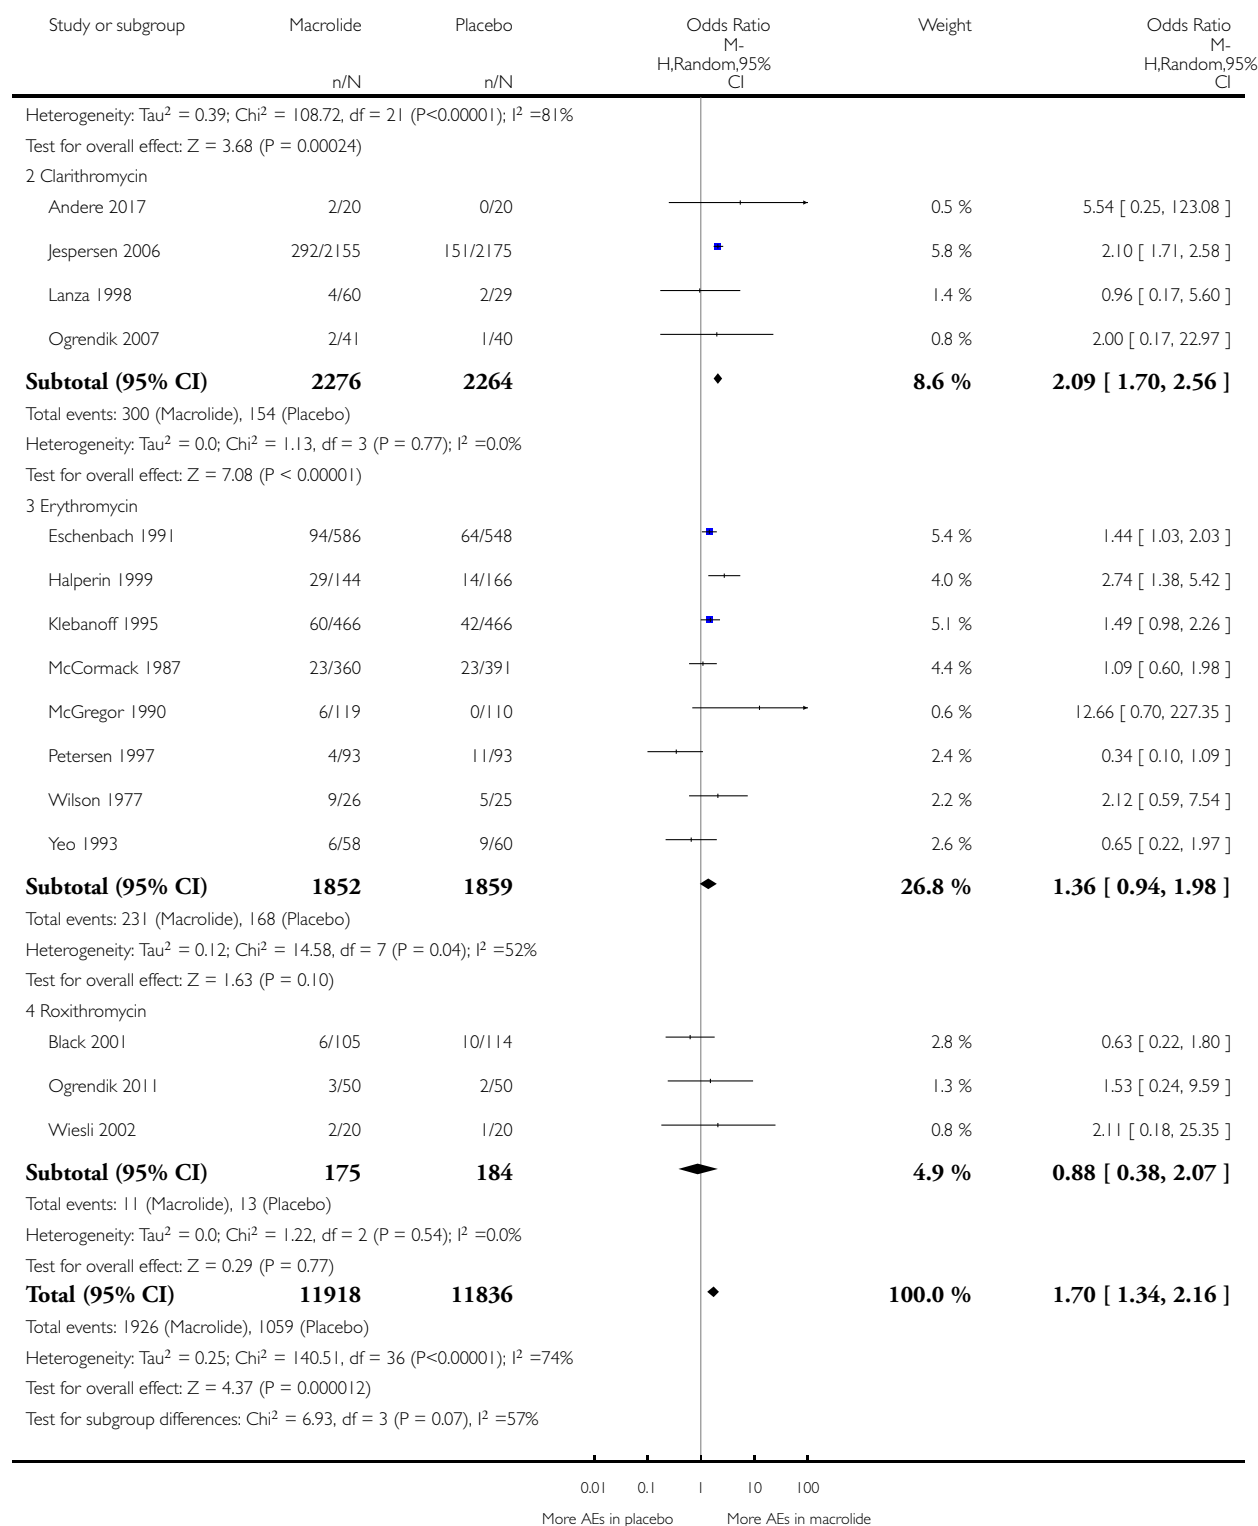 Study or subgroup Macrolide Placebo Odds Ratio Weight Odds Ratio
M- M-
H,Random,95% H,Random,95%
n/N n/N CI CI
Heterogeneity: Tau² = 0.39; Chi² = 108.72, df = 21 (P<0.00001); I² =81%
Test for overall effect: Z = 3.68 (P = 0.00024)
2 Clarithromycin
Andere 2017 2/20 0/20 0.5 % 5.54 [ 0.25, 123.08 ]
Jespersen 2006 292/2155 151/2175 5.8 % 2.10 [ 1.71, 2.58 ]
Lanza 1998 4/60 2/29 1.4 % 0.96 [ 0.17, 5.60 ]
Ogrendik 2007 2/41 1/40 0.8 % 2.00 [ 0.17, 22.97 ]
Subtotal (95% CI) 2276 2264 8.6 % 2.09 [ 1.70, 2.56 ]
Total events: 300 (Macrolide), 154 (Placebo)
Heterogeneity: Tau² = 0.0; Chi² = 1.13, df = 3 (P = 0.77); I² =0.0%
Test for overall effect: Z = 7.08 (P < 0.00001)
3 Erythromycin
Eschenbach 1991 94/586 64/548 5.4 % 1.44 [ 1.03, 2.03 ]
Halperin 1999 29/144 14/166 4.0 % 2.74 [ 1.38, 5.42 ]
Klebanoff 1995 60/466 42/466 5.1 % 1.49 [ 0.98, 2.26 ]
McCormack 1987 23/360 23/391 4.4 % 1.09 [ 0.60, 1.98 ]
McGregor 1990 6/119 0/110 0.6 % 12.66 [ 0.70, 227.35 ]
Petersen 1997 4/93 11/93 2.4 % 0.34 [ 0.10, 1.09 ]
Wilson 1977 9/26 5/25 2.2 % 2.12 [ 0.59, 7.54 ]
Yeo 1993 6/58 9/60 2.6 % 0.65 [ 0.22, 1.97 ]
Subtotal (95% CI) 1852 1859 26.8 % 1.36 [ 0.94, 1.98 ]
Total events: 231 (Macrolide), 168 (Placebo)
Heterogeneity: Tau² = 0.12; Chi² = 14.58, df = 7 (P = 0.04); I² =52%
Test for overall effect: Z = 1.63 (P = 0.10)
4 Roxithromycin
Black 2001 6/105 10/114 2.8 % 0.63 [ 0.22, 1.80 ]
Ogrendik 2011 3/50 2/50 1.3 % 1.53 [ 0.24, 9.59 ]
Wiesli 2002 2/20 1/20 0.8 % 2.11 [ 0.18, 25.35 ]
Subtotal (95% CI) 175 184 4.9 % 0.88 [ 0.38, 2.07 ]
Total events: 11 (Macrolide), 13 (Placebo)
Heterogeneity: Tau² = 0.0; Chi² = 1.22, df = 2 (P = 0.54); I² =0.0%
Test for overall effect: Z = 0.29 (P = 0.77)
Total (95% CI) 11918 11836 100.0 % 1.70 [ 1.34, 2.16 ]
Total events: 1926 (Macrolide), 1059 (Placebo)
Heterogeneity: Tau² = 0.25; Chi² = 140.51, df = 36 (P<0.00001); I² =74%
Test for overall effect: Z = 4.37 (P = 0.000012)
Test for subgroup differences: Chi² = 6.93, df = 3 (P = 0.07), I² =57%
0.01 0.1 1 10 100
More AEs in placebo More AEs in macrolide